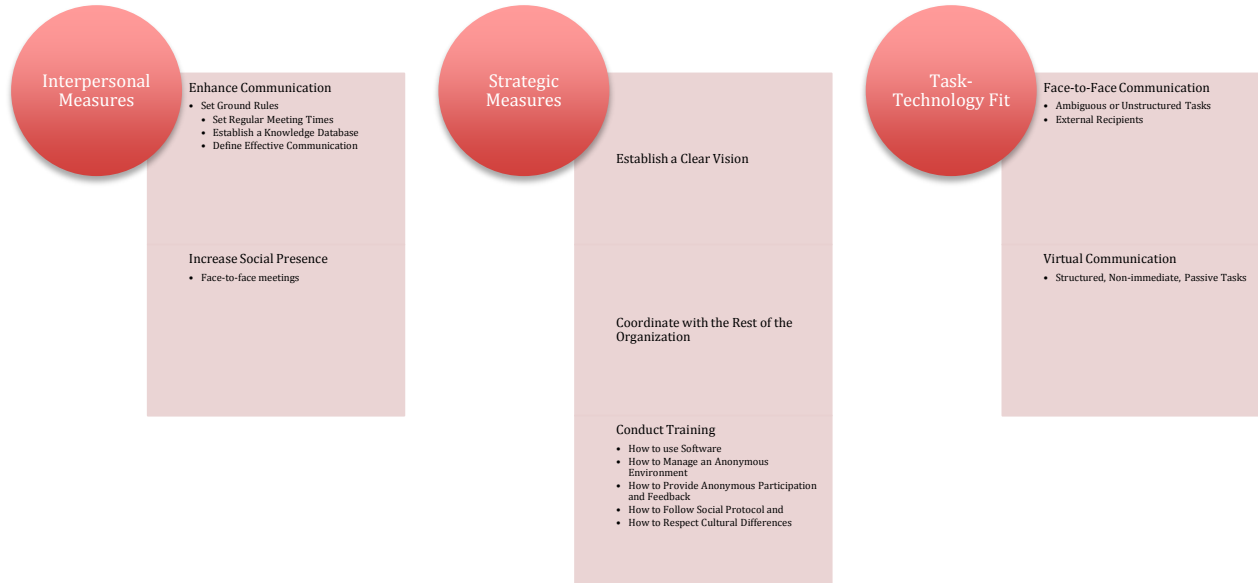 Interpersonal
Measures
Enhance Communication
• Set Ground Rules
• Set Regular Meeting Times
• Establish a Knowledge Database
• Define Effective Communication
Increase Social Presence
• Face-to-face meetings
Strategic
Measures
Establish a Clear Vision
Coordinate with the Rest of the
Organization
Conduct Training
• How to use Software
• How to Manage an Anonymous
Environment
• How to Provide Anonymous Participation
and Feedback
• How to Follow Social Protocol and
• How to Respect Cultural Differences
Task-
Technology Fit
Face-to-Face Communication
• Ambiguous or Unstructured Tasks
• External Recipients
Virtual Communication
• Structured, Non-immediate, Passive Tasks